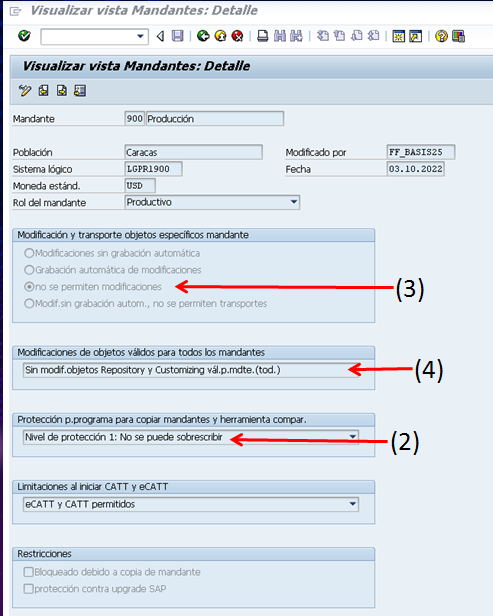 Visualizar vista Mandantes: Detalle
Visualizar vista Mandantes: Detalle
Mandante 900 Producción
Población Caracas Modificado por FF_BASIS25
Sistema lógico LGPR1900 Fecha 03.10.2022
Moneda estánd. USD
Rol del mandante Productivo
Modificación y transporte objetos específicos mandante
Modificaciones sin grabación automática
Grabación automática de modificaciones
no se permiten modificaciones (3)
Modif.sin grabación autom., no se permiten transportes
Modificaciones de objetos válidos para todos los mandantes
Sin modif.objetos Repository y Customizing vál.p.mdte.(tod.) (4)
Protección p.programa para copiar mandantes y herramienta compar.
Nivel de protección 1: No se puede sobrescribir (2)
Limitaciones al iniciar CATT y eCATT
eCATT y CATT permitidos
Restricciones
Bloqueado debido a copia de mandante
protección contra upgrade SAP